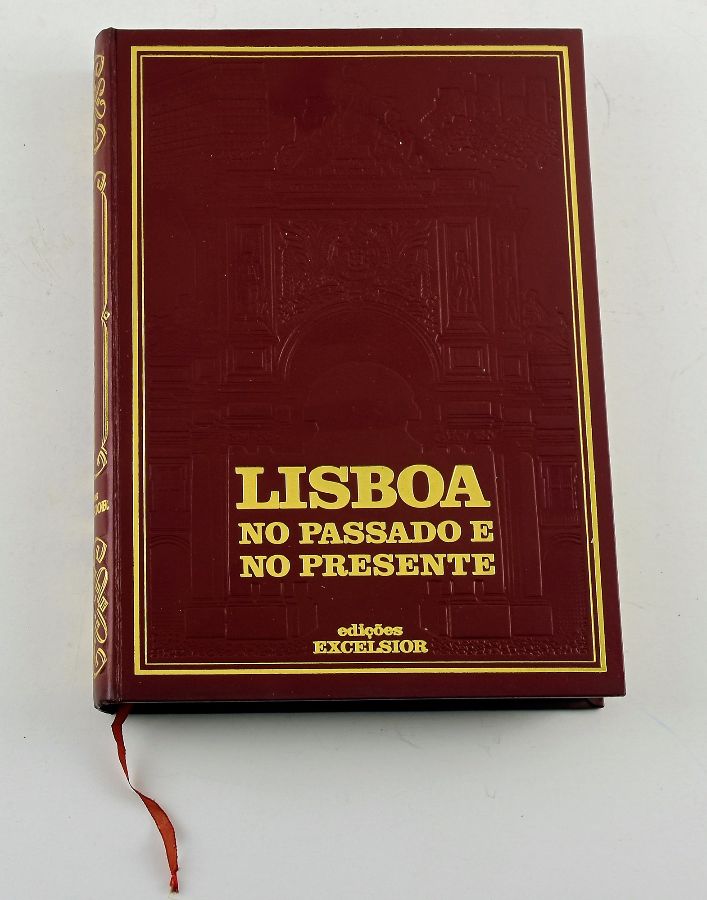 LISBOA
NO PASSADO E
NO PRESENTE
edições
EXCELSIOR